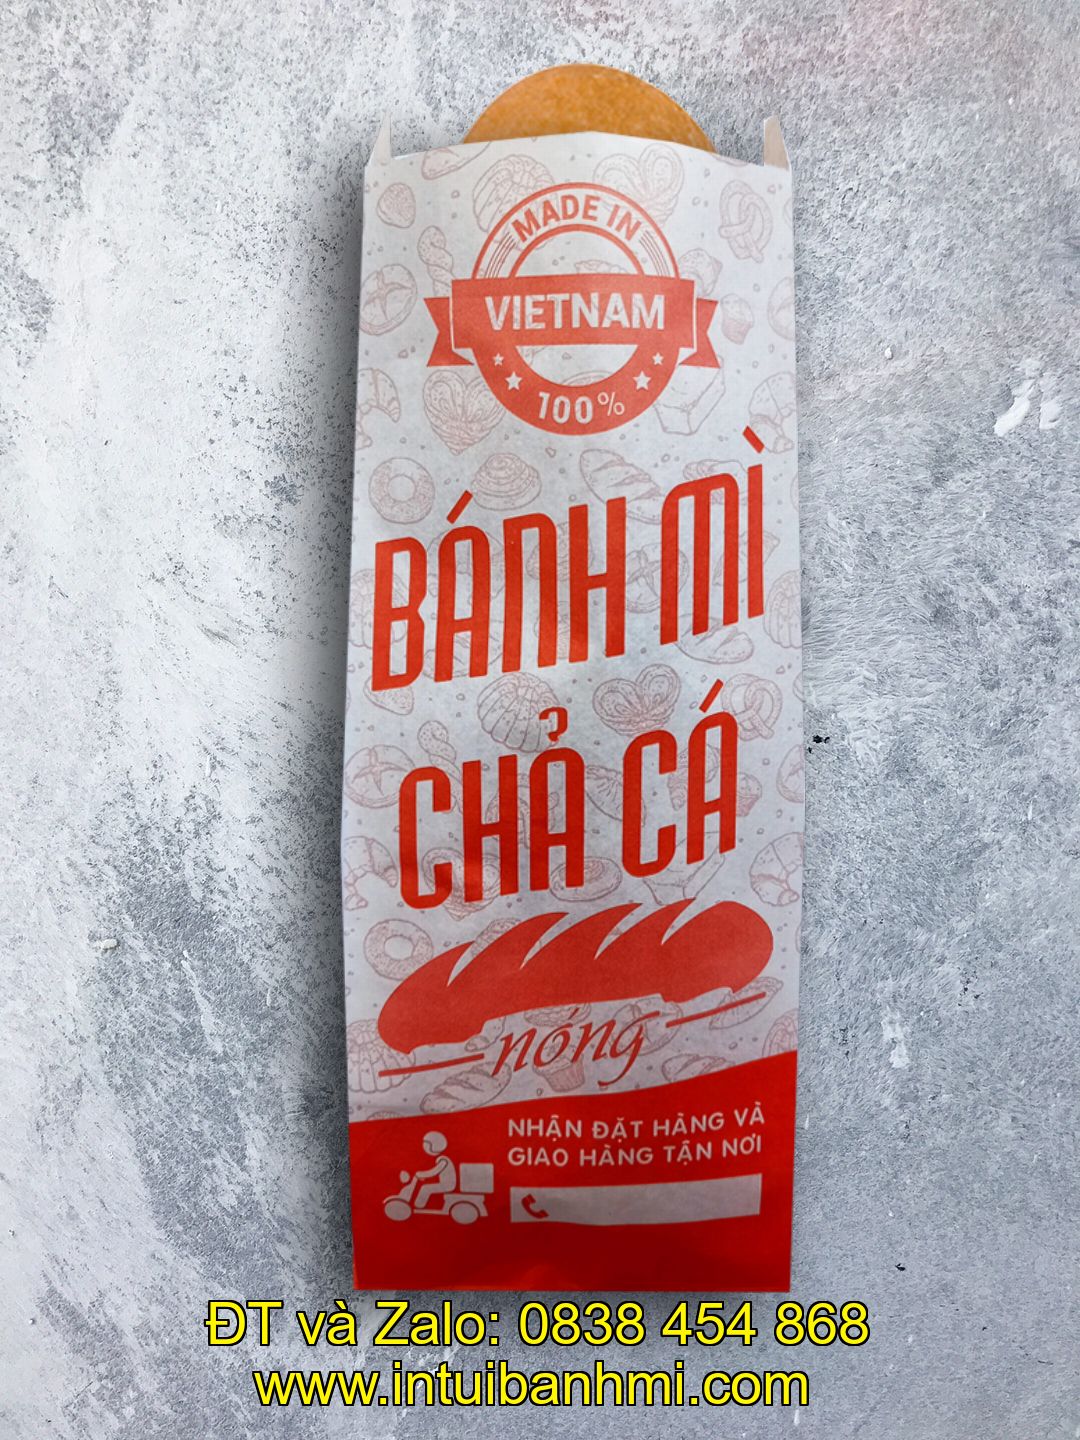 MADE IN
VIETNAM
100%
BÁNH MÌ
CHẢ CÁ
nóng
NHẬN ĐẶT HÀNG VÀ
GIAO HÀNG TẬN NƠI
ĐT và Zalo: 0838 454 868
www.intuibanhmi.com